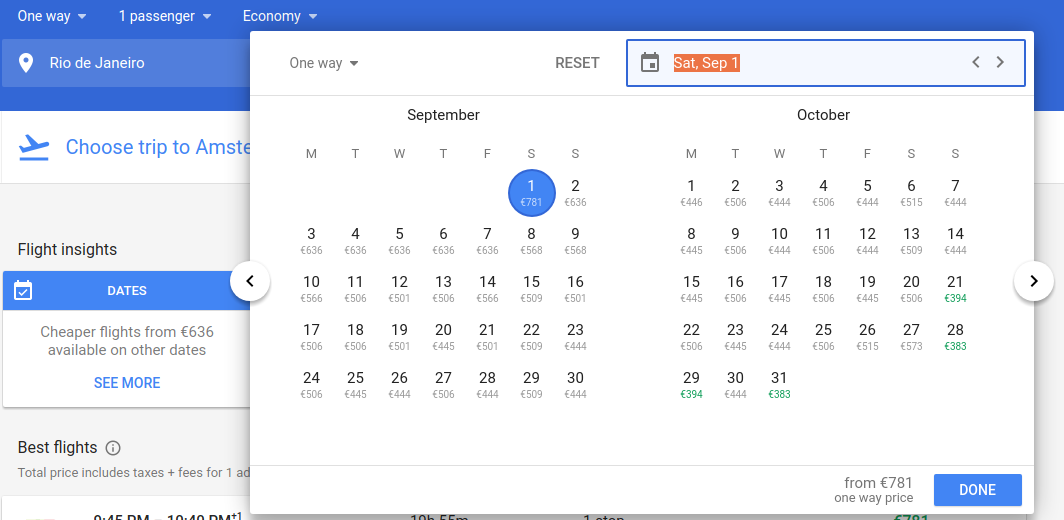 One way 1 passenger Economy
Rio de Janeiro
One way RESET Sat, Sep 1
Choose trip to Amste
Flight insights
DATES
Cheaper flights from €636
available on other dates
SEE MORE
Best flights
Total price includes taxes + fees for 1 ad
September
M T W T F S S
1 2
€781 €636
3 4 5 6 7 8 9
€636 €636 €636 €636 €636 €568 €568
10 11 12 13 14 15 16
€566 €506 €501 €506 €566 €509 €501
17 18 19 20 21 22 23
€506 €506 €501 €445 €501 €509 €444
24 25 26 27 28 29 30
€506 €445 €444 €506 €444 €509 €444
October
M T W T F S S
1 2 3 4 5 6 7
€446 €506 €444 €506 €444 €515 €444
8 9 10 11 12 13 14
€445 €506 €444 €506 €444 €509 €444
15 16 17 18 19 20 21
€445 €506 €445 €506 €445 €506 €394
22 23 24 25 26 27 28
€506 €445 €444 €506 €515 €573 €383
29 30 31
€394 €444 €383
from €781
one way price
DONE
9:45 PM – 10:40 PM+1 19h 55m 1 stop €781